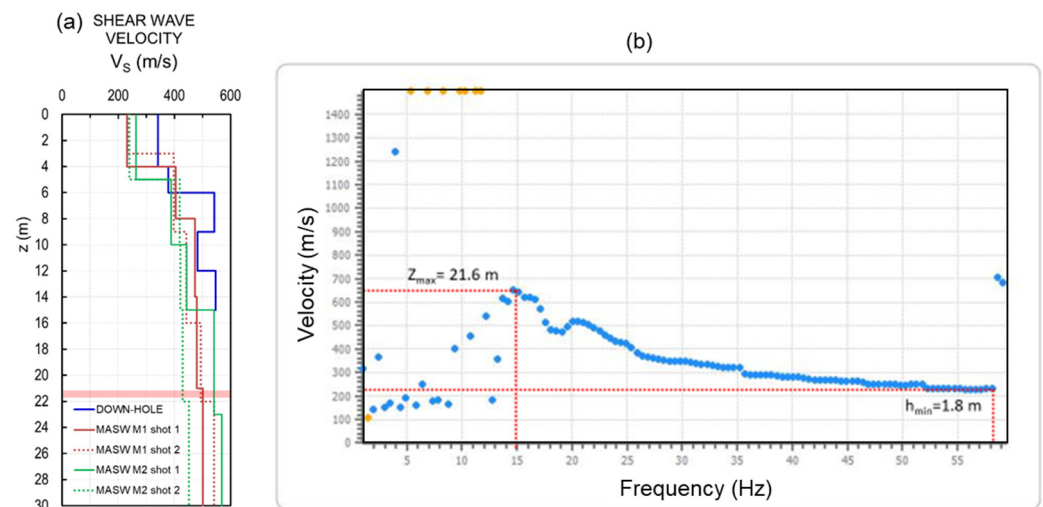 (a) SHEAR WAVE
VELOCITY
V_S (m/s)
0 200 400 600
0
2
4
6
8
10
12
14
16
18
20
22
24
26
28
30
z (m)
DOWN-HOLE
MASW M1 shot 1
MASW M1 shot 2
MASW M2 shot 1
MASW M2 shot 2
(b)
Velocity (m/s)
1400
1300
1200
1100
1000
900
800
700
600
500
400
300
200
100
0
Z_max= 21.6 m
h_min=1.8 m
5 10 15 20 25 30 35 40 45 50 55
Frequency (Hz)